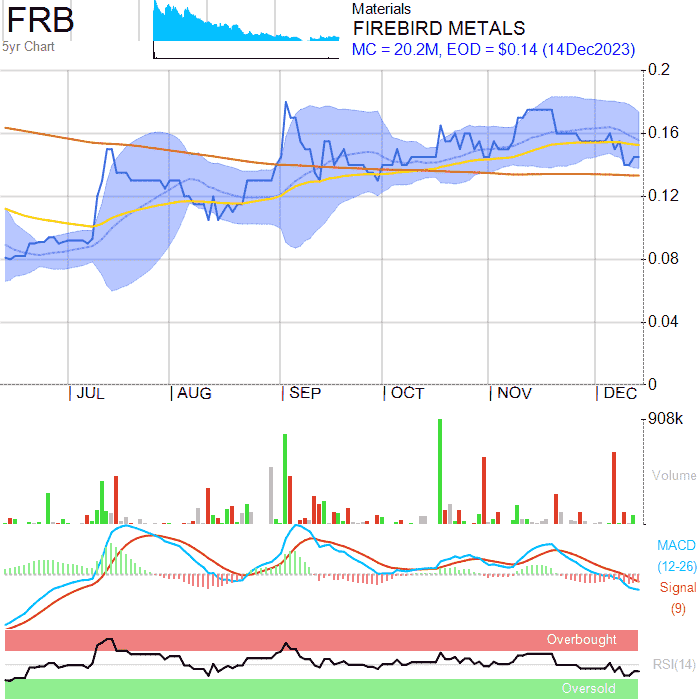 FRB
5yr Chart
Materials
FIREBIRD METALS
MC = 20.2M, EOD = $0.14 (14Dec2023)
0.2
0.16
0.12
0.08
0.04
0
JUL
AUG
SEP
OCT
NOV
DEC
908k
Volume
MACD
(12-26)
Signal
(9)
Overbought
RSI(14)
Oversold